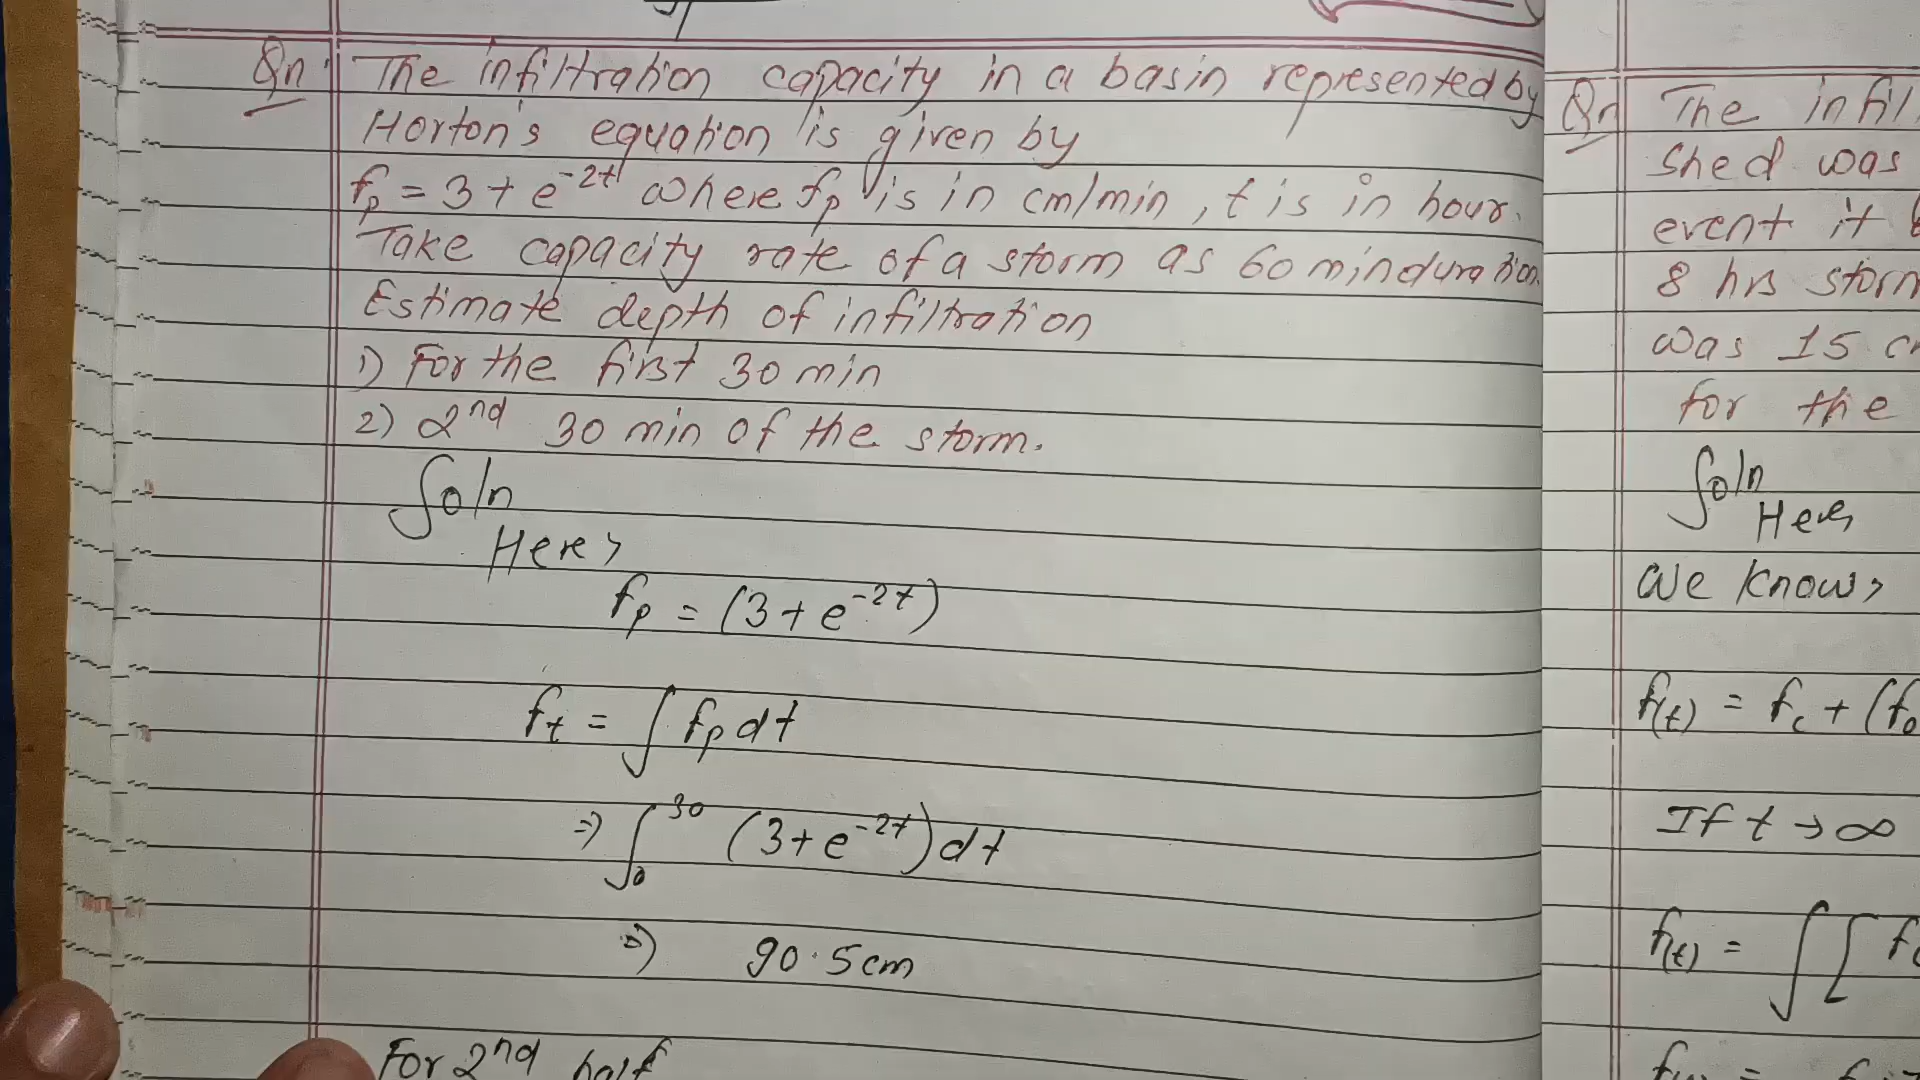 Qn The infiltration capacity in a basin represented by
Horton's equation is given by
fp = 3 + e^-2t where fp is in cm/min, t is in hour.
Take capacity rate of a storm as 60 min duration.
Estimate depth of infiltration
1) For the first 30 min
2) 2nd 30 min of the storm.
Soln
Here,
fp = (3 + e^-2t)
ft = ∫ fp dt
⇒ ∫0^30 (3 + e^-2t) dt
⇒ 90.5 cm
For 2nd half
Qn The infil
shed was
event it
8 hrs storm
was 15 c
for the
Soln
Here,
We know,
f(t) = fc + (fo
If t → ∞
f(t) = ∫[ f